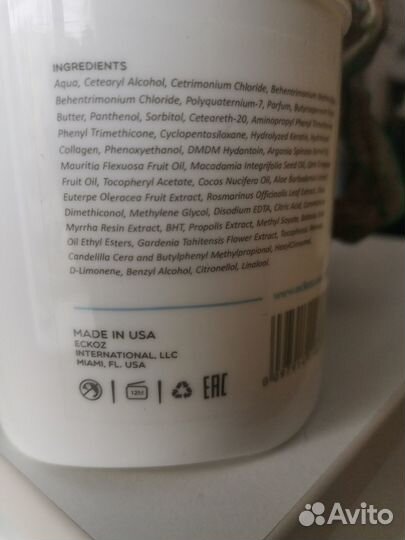 INGREDIENTS
Aqua, Cetearyl Alcohol, Cetrimonium Chloride, Behentrimonium
Behentrimonium Chloride, Polyquaternium-7, Parfum,
Butter, Panthenol, Sorbitol, Ceteareth-20, Aminopropyl Phenyl
Phenyl Trimethicone, Cyclopentasiloxane, Hydrolyzed Keratin,
Collagen, Phenoxyethanol, DMDM Hydantoin, Argania Spinosa
Mauritia Flexuosa Fruit Oil, Macadamia Integrifolia Seed Oil,
Fruit Oil, Tocopheryl Acetate, Cocos Nucifera Oil, Aloe Barbadensis
Euterpe Oleracea Fruit Extract, Rosmarinus Officinalis Leaf Extract,
Dimethiconol, Methylene Glycol, Disodium EDTA, Citric Acid,
Myrrha Resin Extract, BHT, Propolis Extract, Methyl
Oil Ethyl Esters, Gardenia Tahitensis Flower Extract,
Candelilla Cera and Butylphenyl Methylpropional,
D-Limonene, Benzyl Alcohol, Citronellol, Linalool.
MADE IN USA
ECKOZ
INTERNATIONAL, LLC
MIAMI, FL. USA
EAC
Avito